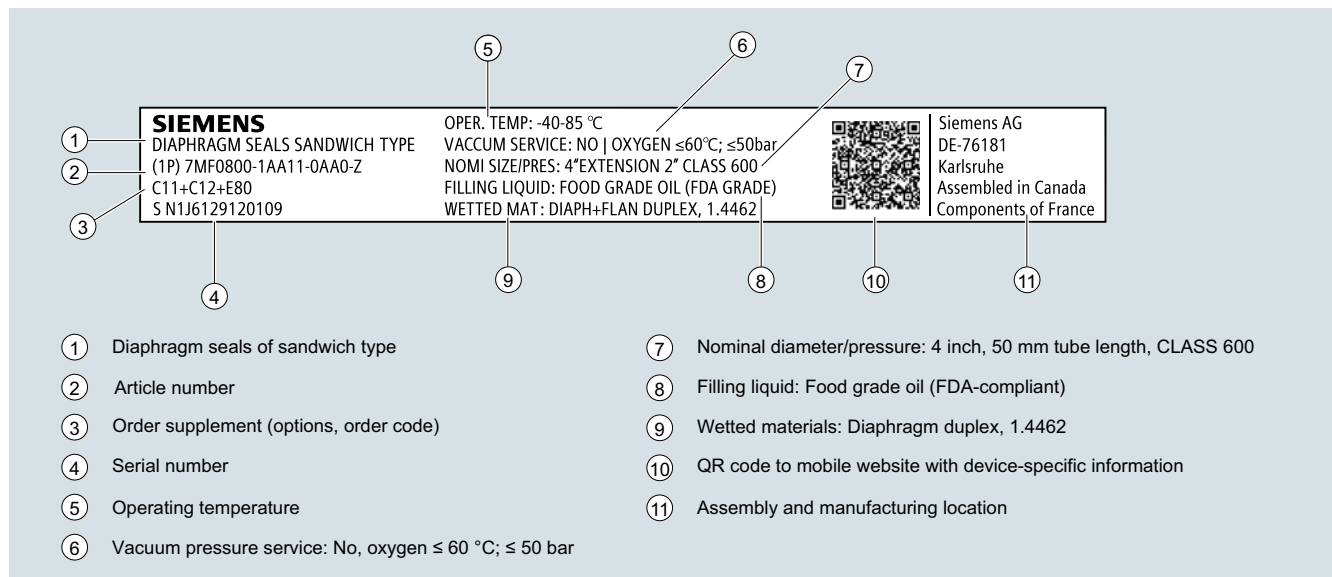 5
6
7
SIEMENS
DIAPHRAGM SEALS SANDWICH TYPE
(1P) 7MF0800-1AA11-0AA0-Z
C11+C12+E80
S N1J6129120109
OPER. TEMP: -40-85 ℃
VACCUM SERVICE: NO | OXYGEN ≤60℃; ≤50bar
NOMI SIZE/PRES: 4"EXTENSION 2" CLASS 600
FILLING LIQUID: FOOD GRADE OIL (FDA GRADE)
WETTED MAT: DIAPH+FLAN DUPLEX, 1.4462
Siemens AG
DE-76181
Karlsruhe
Assembled in Canada
Components of France
1
2
3
4
9
8
10
11
1 Diaphragm seals of sandwich type
2 Article number
3 Order supplement (options, order code)
4 Serial number
5 Operating temperature
6 Vacuum pressure service: No, oxygen ≤ 60 °C; ≤ 50 bar
7 Nominal diameter/pressure: 4 inch, 50 mm tube length, CLASS 600
8 Filling liquid: Food grade oil (FDA-compliant)
9 Wetted materials: Diaphragm duplex, 1.4462
10 QR code to mobile website with device-specific information
11 Assembly and manufacturing location